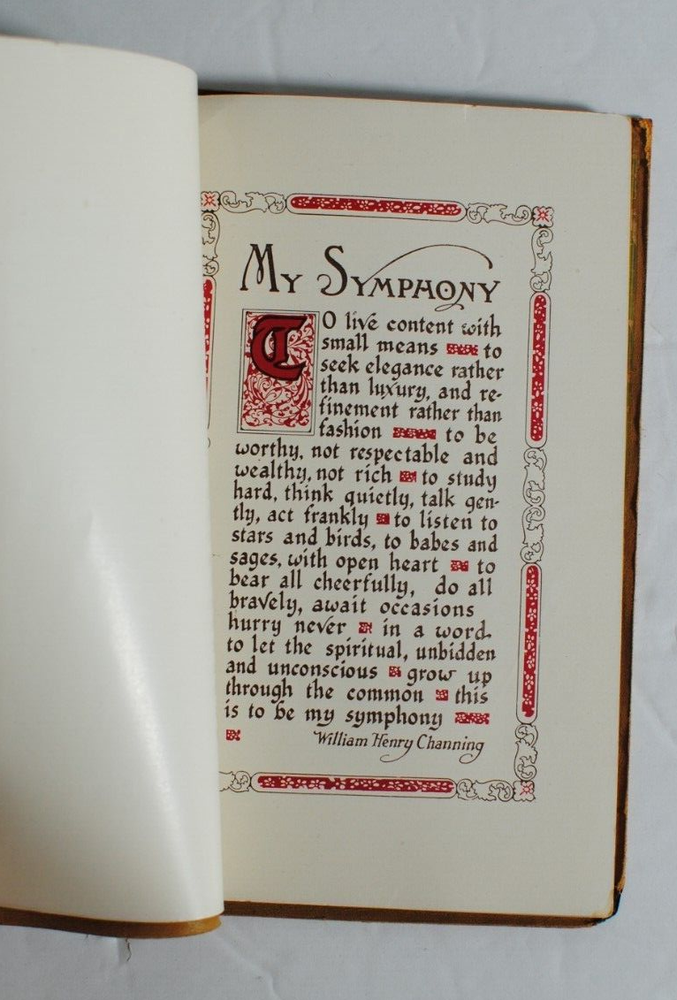 My Symphony
To live content with
small means to
seek elegance rather
than luxury, and re-
finement rather than
fashion to be
worthy, not respectable and
wealthy, not rich to study
hard, think quietly, talk gen-
tly, act frankly to listen to
stars and birds, to babes and
sages, with open heart to
bear all cheerfully, do all
bravely, await occasions
hurry never in a word
to let the spiritual, unbidden
and unconscious grow up
through the common this
is to be my symphony
William Henry Channing